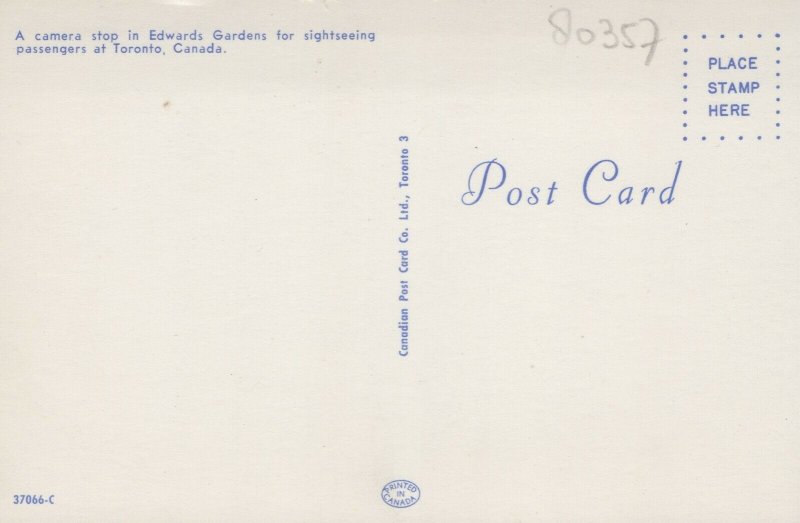 A camera stop in Edwards Gardens for sightseeing
passengers at Toronto, Canada.
80357
PLACE
STAMP
HERE
Post Card
Canadian Post Card Co. Ltd., Toronto 3
37066-C
PRINTED
IN
CANADA